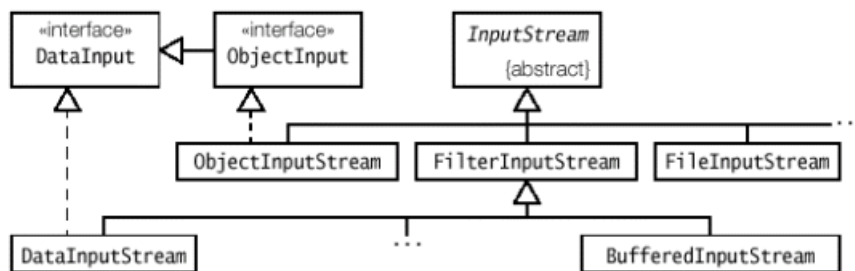 «interface»
DataInput
«interface»
ObjectInput
InputStream
{abstract}
...
ObjectInputStream
FilterInputStream
FileInputStream
...
DataInputStream
BufferedInputStream